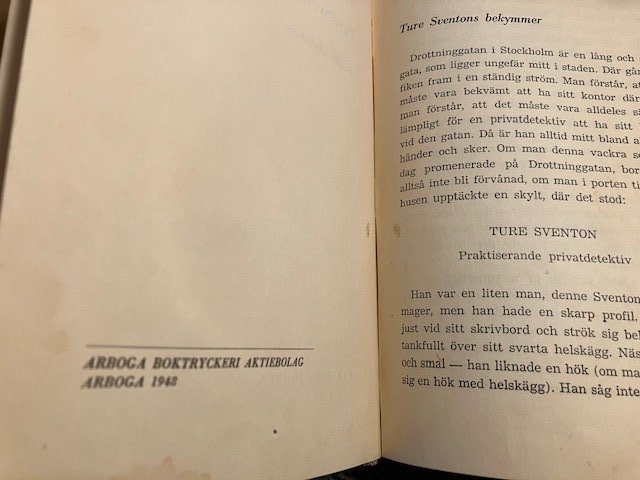 ARBOGA BOKTRYCKERI AKTIEBOLAG
ARBOGA 1948
Ture Sventons bekymmer
Drottninggatan i Stockholm är en lång och
gata, som ligger ungefär mitt i staden. Där går
fiken fram i en ständig ström. Man förstår, at
måste vara bekvämt att ha sitt kontor där
man förstår, att det måste vara alldeles sä
lämpligt för en privatdetektiv att ha sitt
vid den gatan. Då är han alltid mitt bland a
händer och sker. Om man denna vackra se
dag promenerade på Drottninggatan, bor
alltså inte bli förvånad, om man i porten ti
husen upptäckte en skylt, där det stod:
TURE SVENTON
Praktiserande privatdetektiv
Han var en liten man, denne Sventon
mager, men han hade en skarp profil.
just vid sitt skrivbord och strök sig be
tankfullt över sitt svarta helskägg. Näs
och smal — han liknade en hök (om ma
sig en hök med helskägg). Han såg inte